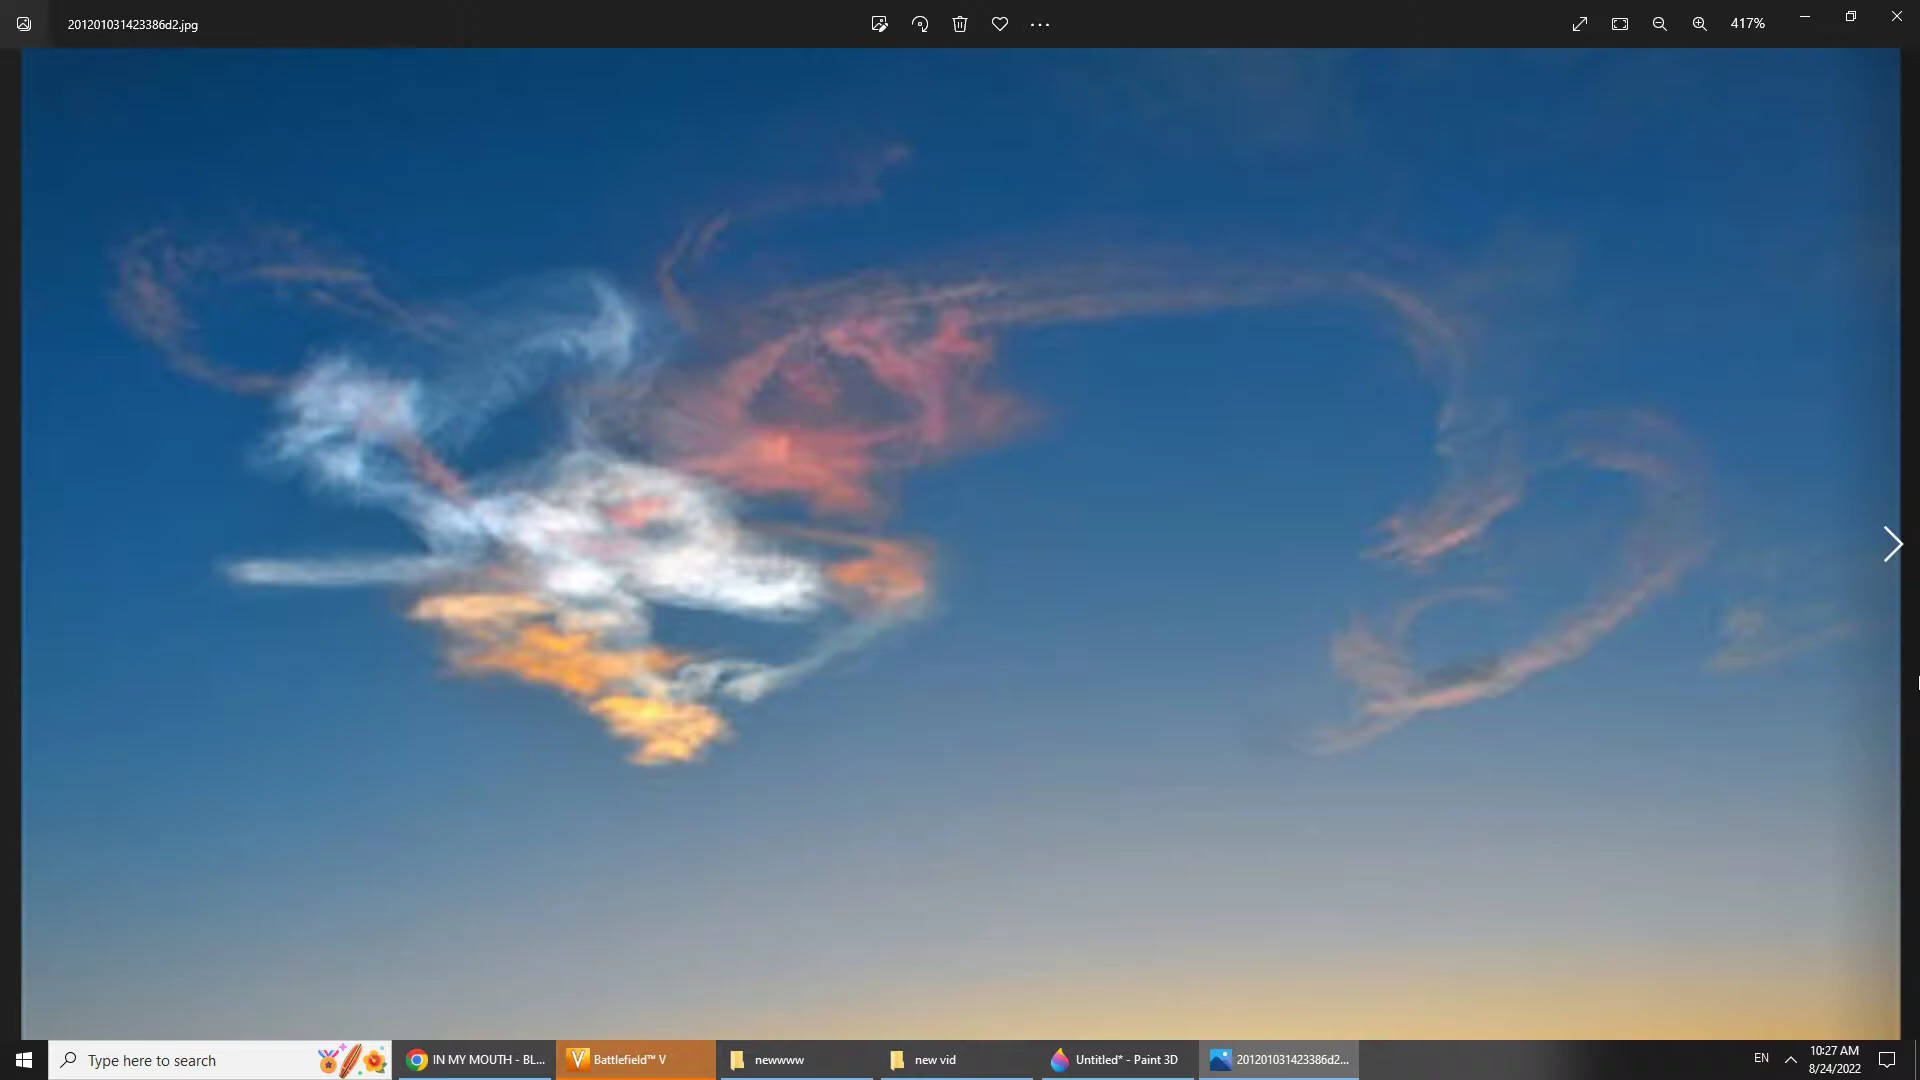 201201031423386d2.jpg
417%
Type here to search
IN MY MOUTH - BL...
Battlefield™ V
newwww
new vid
Untitled* - Paint 3D
201201031423386d2...
EN
10:27 AM
8/24/2022